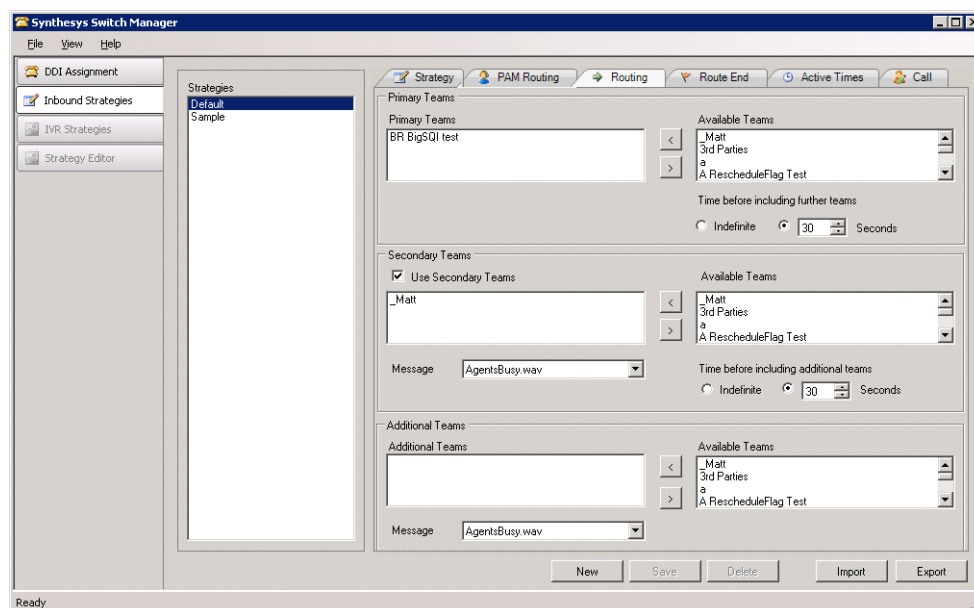 Synthesys Switch Manager
File View Help
DDI Assignment
Inbound Strategies
IVR Strategies
Strategy Editor
Strategies
Default
Sample
Strategy PAM Routing Routing Route End Active Times Call
Primary Teams
Primary Teams
BR BigSQl test
<
>
Available Teams
_Matt
3rd Parties
a
A RescheduleFlag Test
Time before including further teams
Indefinite 30 Seconds
Secondary Teams
Use Secondary Teams
_Matt
<
>
Available Teams
_Matt
3rd Parties
a
A RescheduleFlag Test
Message AgentsBusy.wav
Time before including additional teams
Indefinite 30 Seconds
Additional Teams
Additional Teams
<
>
Available Teams
_Matt
3rd Parties
a
A RescheduleFlag Test
Message AgentsBusy.wav
New Save Delete Import Export
Ready